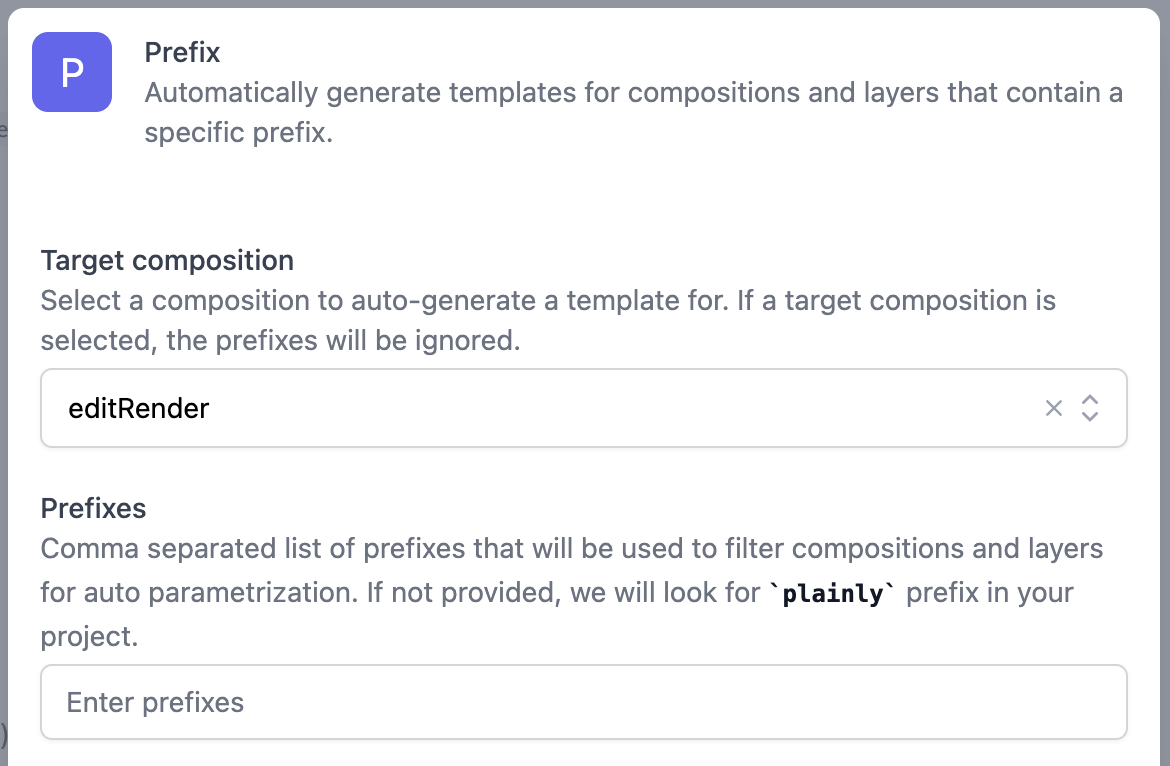 P
Prefix
Automatically generate templates for compositions and layers that contain a
specific prefix.
Target composition
Select a composition to auto-generate a template for. If a target composition is
selected, the prefixes will be ignored.
editRender
Prefixes
Comma separated list of prefixes that will be used to filter compositions and layers
for auto parametrization. If not provided, we will look for `plainly` prefix in your
project.
Enter prefixes